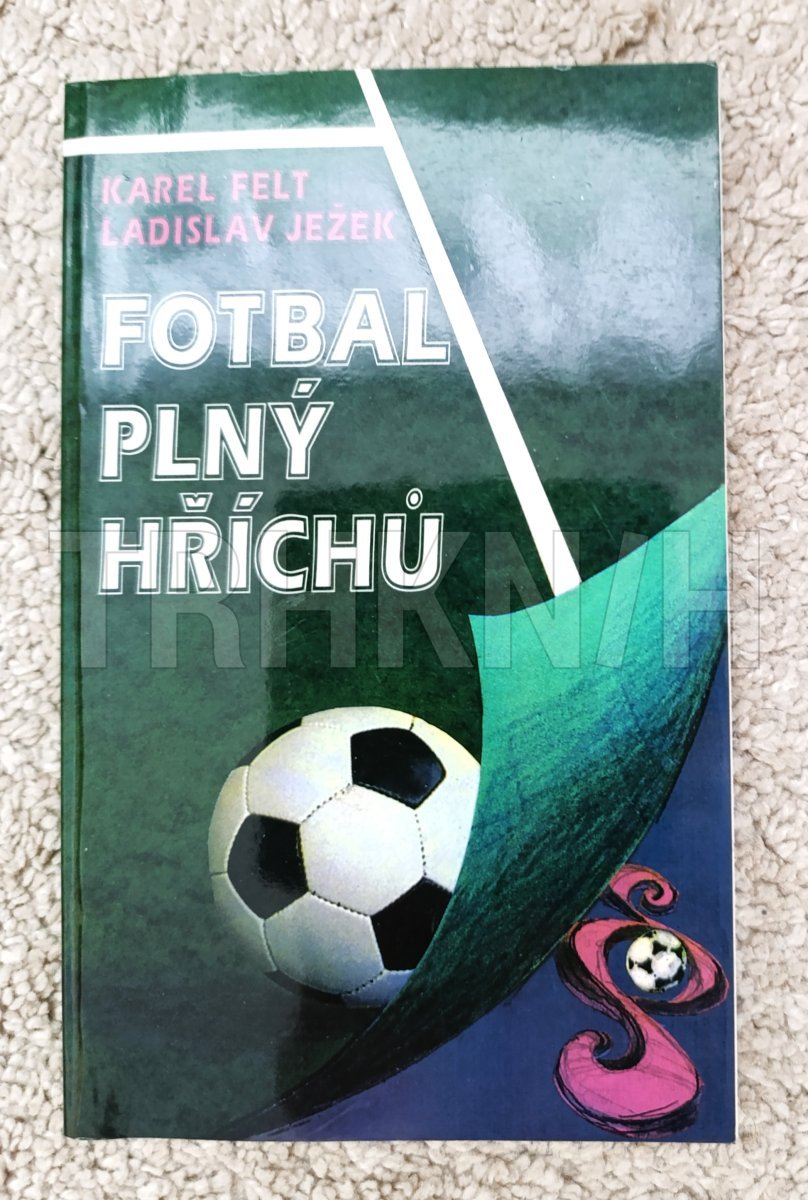 KAREL FELT
LADISLAV JEŽEK
FOTBAL
PLNÝ
HŘÍCHŮ
TRHKNIH